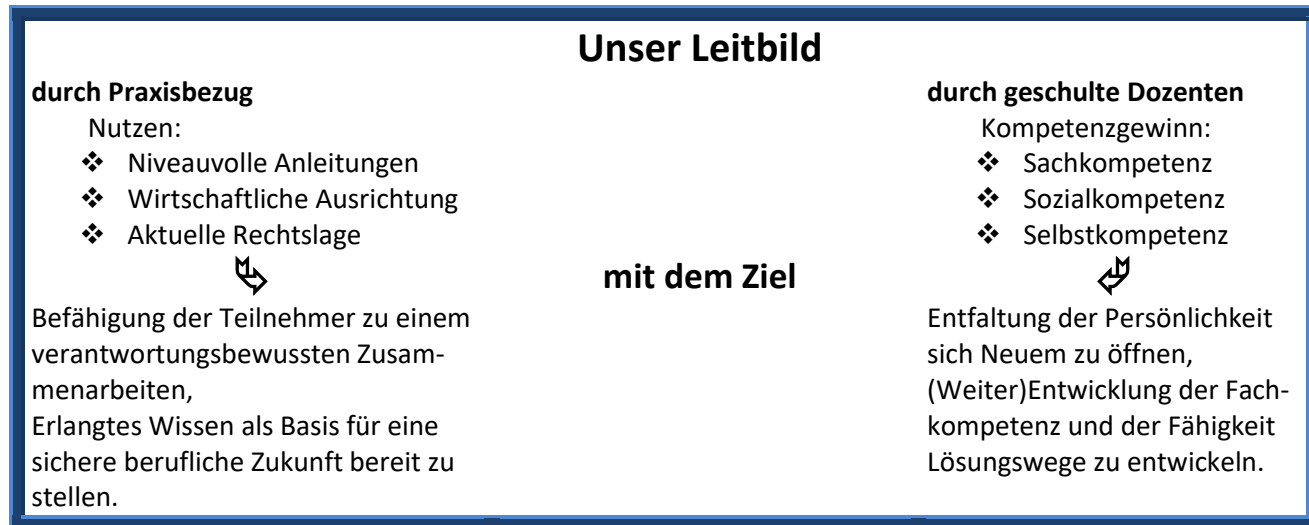 Unser Leitbild
durch Praxisbezug
Nutzen:
❖ Niveauvolle Anleitungen
❖ Wirtschaftliche Ausrichtung
❖ Aktuelle Rechtslage
durch geschulte Dozenten
Kompetenzgewinn:
❖ Sachkompetenz
❖ Sozialkompetenz
❖ Selbstkompetenz
mit dem Ziel
Befähigung der Teilnehmer zu einem
verantwortungsbewussten Zusam-
menarbeiten,
Erlangtes Wissen als Basis für eine
sichere berufliche Zukunft bereit zu
stellen.
Entfaltung der Persönlichkeit
sich Neuem zu öffnen,
(Weiter)Entwicklung der Fach-
kompetenz und der Fähigkeit
Lösungswege zu entwickeln.